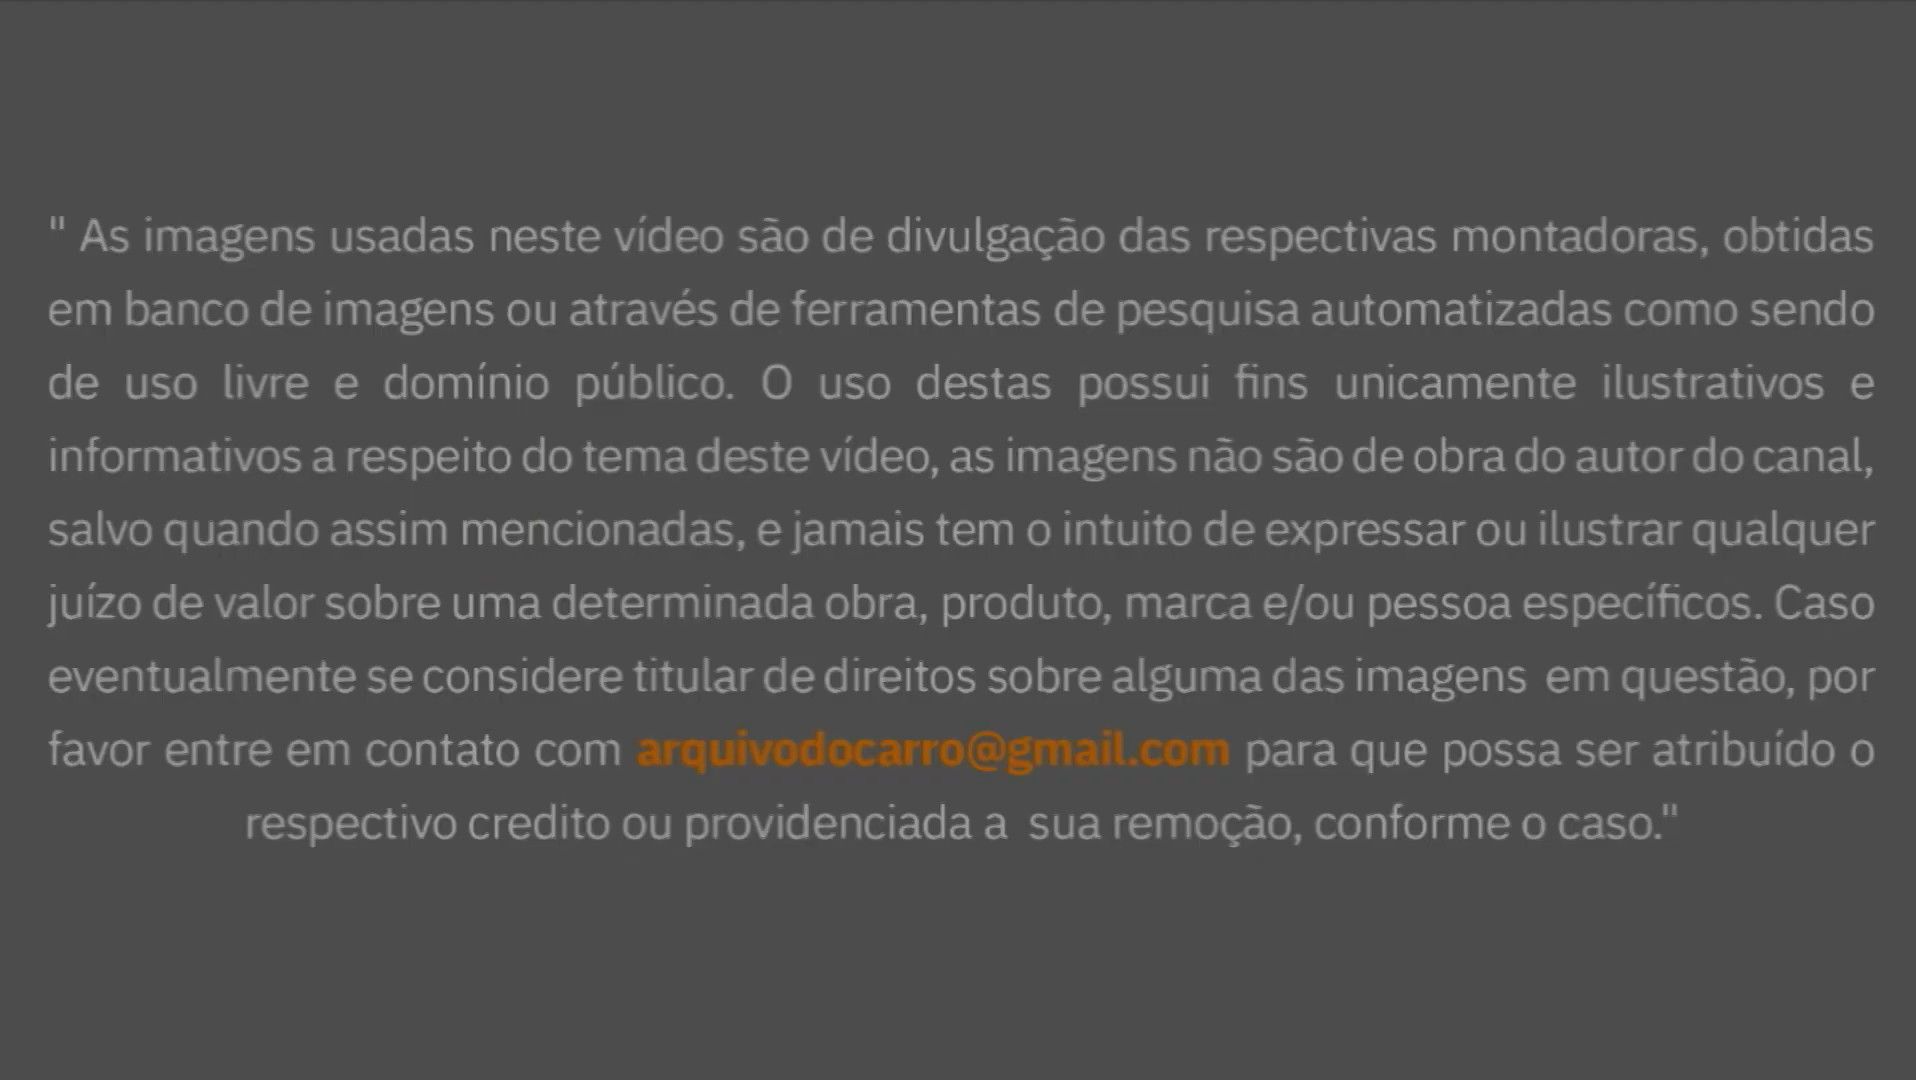 " As imagens usadas neste vídeo são de divulgação das respectivas montadoras, obtidas
em banco de imagens ou através de ferramentas de pesquisa automatizadas como sendo
de uso livre e domínio público. O uso destas possui fins unicamente ilustrativos e
informativos a respeito do tema deste vídeo, as imagens não são de obra do autor do canal,
salvo quando assim mencionadas, e jamais tem o intuito de expressar ou ilustrar qualquer
juízo de valor sobre uma determinada obra, produto, marca e/ou pessoa específicos. Caso
eventualmente se considere titular de direitos sobre alguma das imagens em questão, por
favor entre em contato com arquivodocarro@gmail.com para que possa ser atribuído o
respectivo credito ou providenciada a sua remoção, conforme o caso."